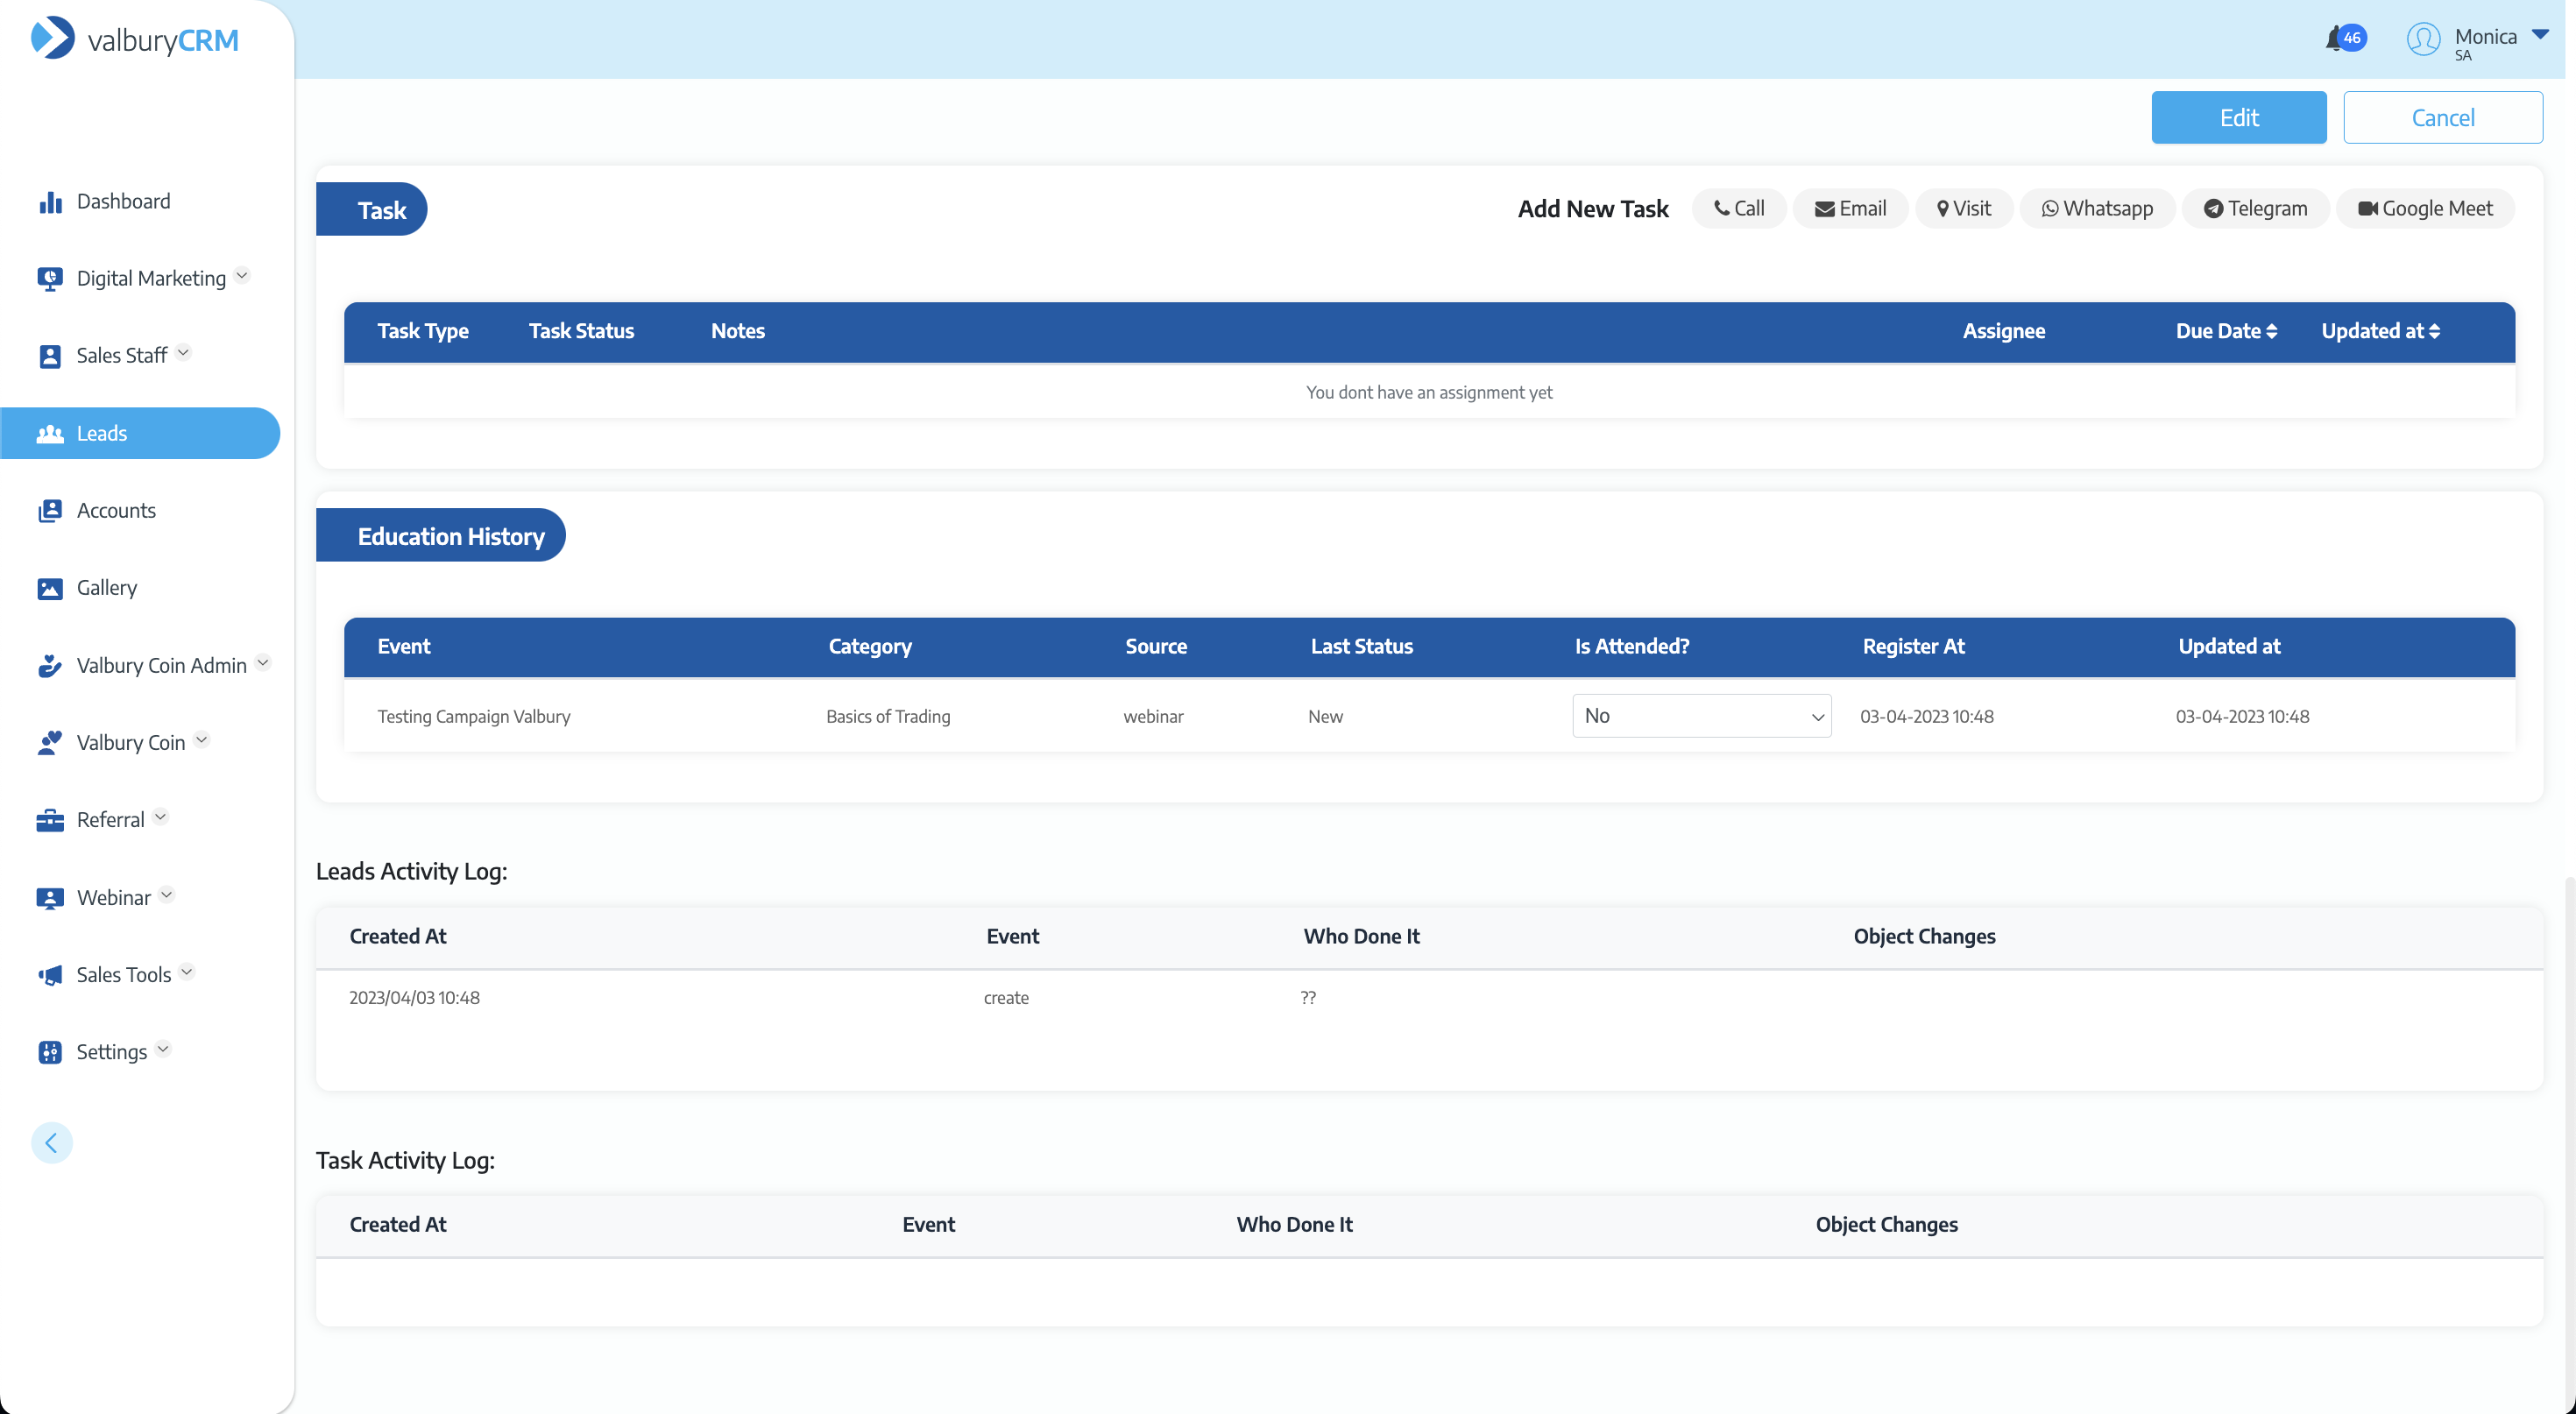 valburyCRM
46
Monica
SA
Edit
Cancel
Dashboard
Digital Marketing
Sales Staff
Leads
Accounts
Gallery
Valbury Coin Admin
Valbury Coin
Referral
Webinar
Sales Tools
Settings
Task
Add New Task
Call
Email
Visit
Whatsapp
Telegram
Google Meet
Task Type Task Status Notes Assignee Due Date Updated at
You dont have an assignment yet
Education History
Event Category Source Last Status Is Attended? Register At Updated at
Testing Campaign Valbury Basics of Trading webinar New No 03-04-2023 10:48 03-04-2023 10:48
Leads Activity Log:
Created At Event Who Done It Object Changes
2023/04/03 10:48 create ??
Task Activity Log:
Created At Event Who Done It Object Changes